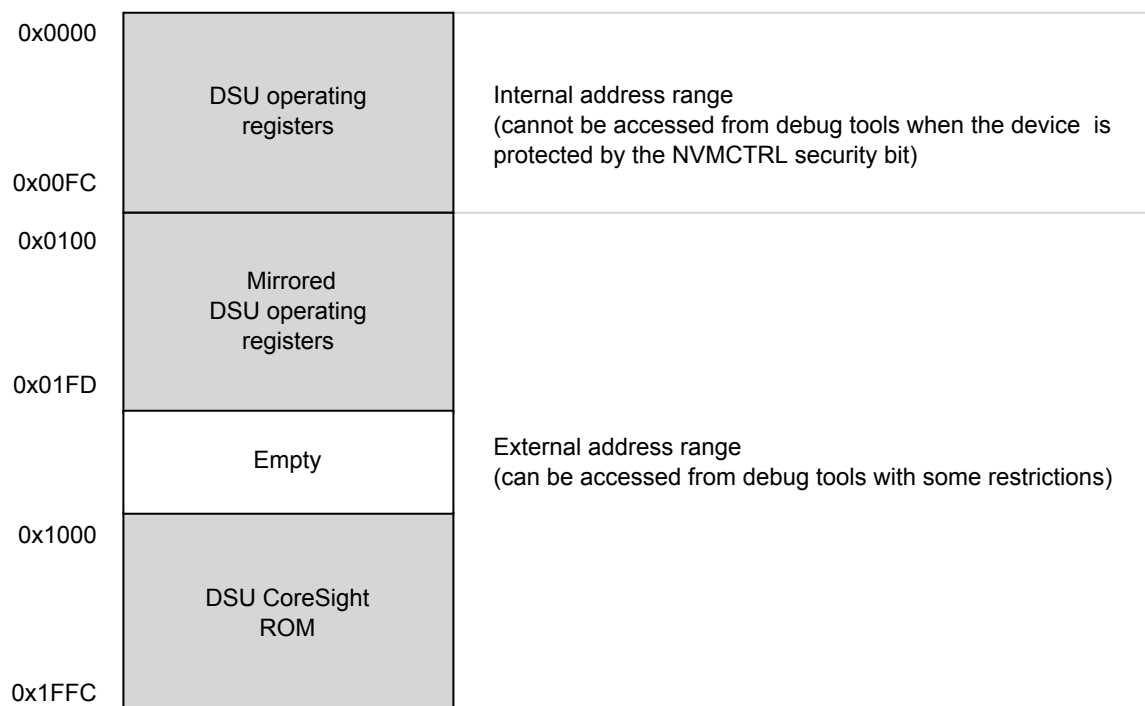 0x0000
DSU operating
registers
Internal address range
(cannot be accessed from debug tools when the device is
protected by the NVMCTRL security bit)
0x00FC
0x0100
Mirrored
DSU operating
registers
0x01FD
Empty
External address range
(can be accessed from debug tools with some restrictions)
0x1000
DSU CoreSight
ROM
0x1FFC